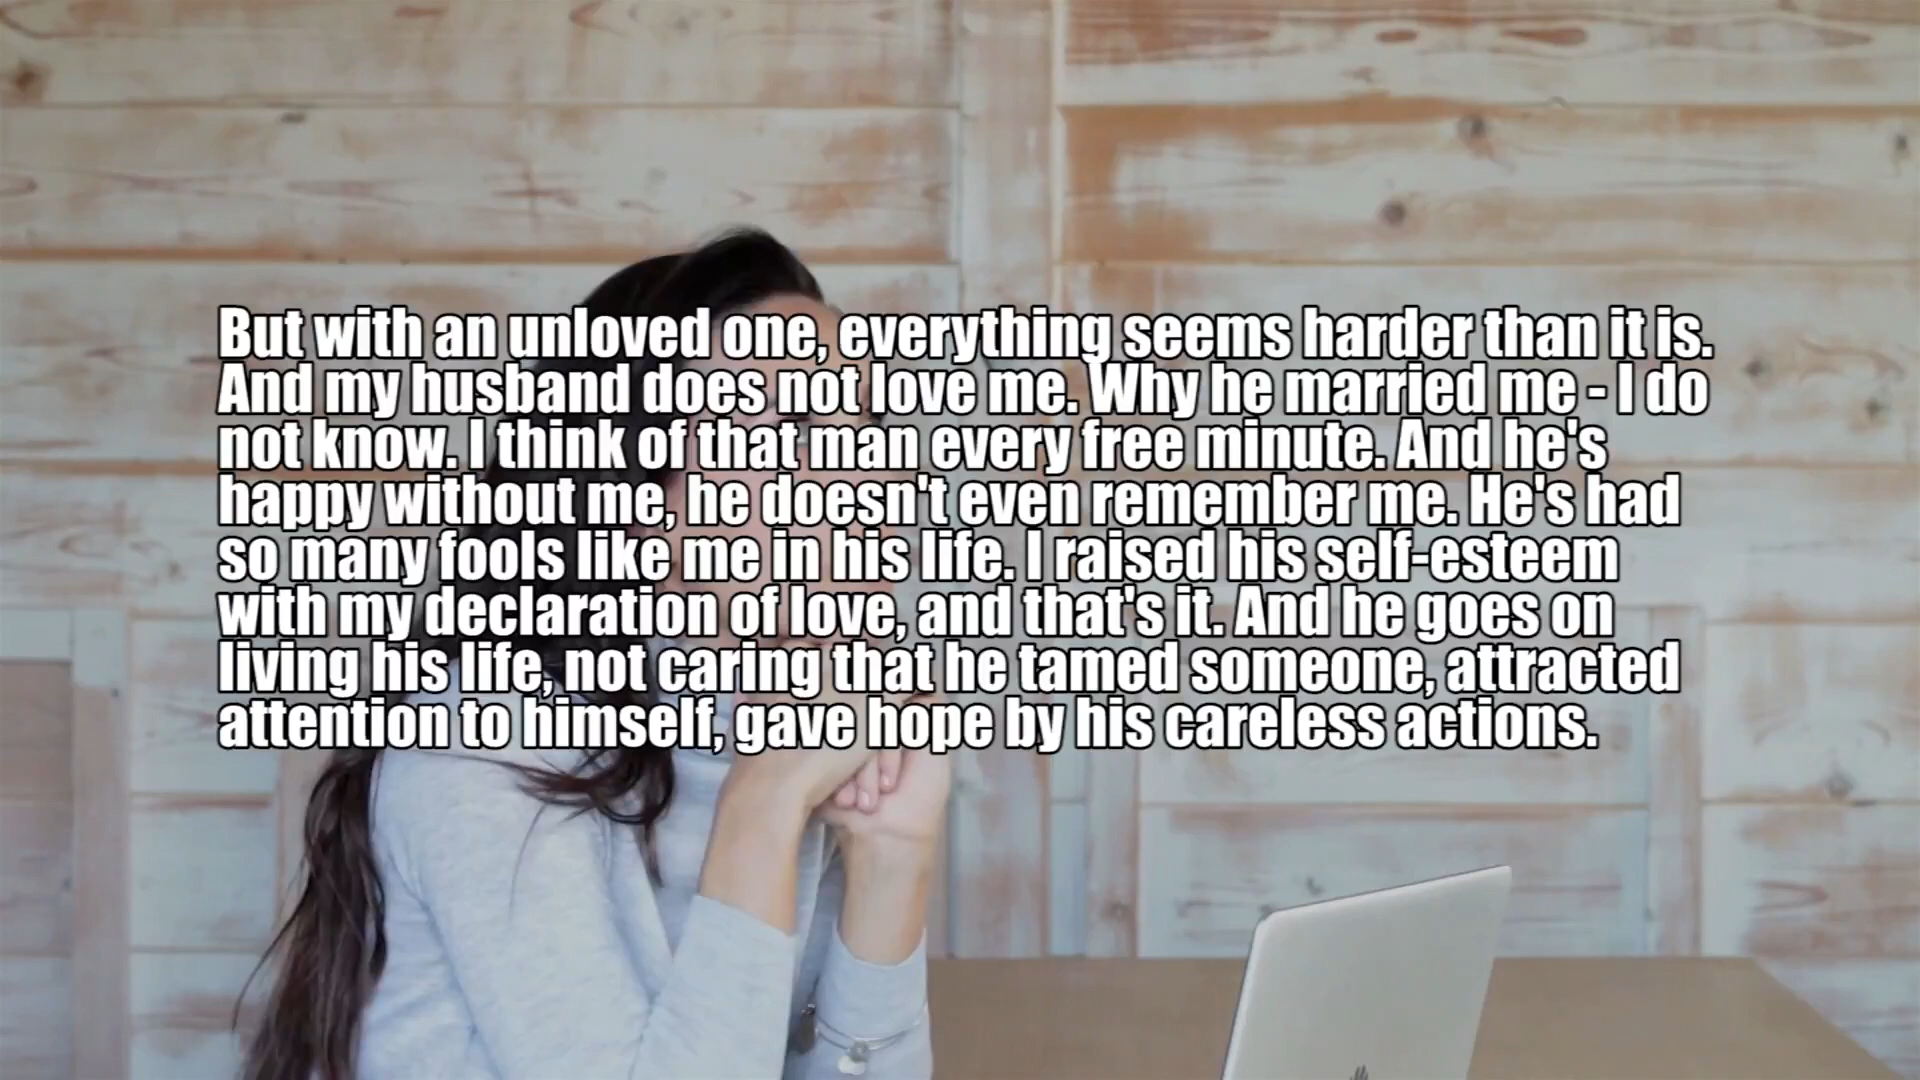 But with an unloved one, everything seems harder than it is.
And my husband does not love me. Why he married me - I do
not know. I think of that man every free minute. And he's
happy without me, he doesn't even remember me. He's had
so many fools like me in his life. I raised his self-esteem
with my declaration of love, and that's it. And he goes on
living his life, not caring that he tamed someone, attracted
attention to himself, gave hope by his careless actions.